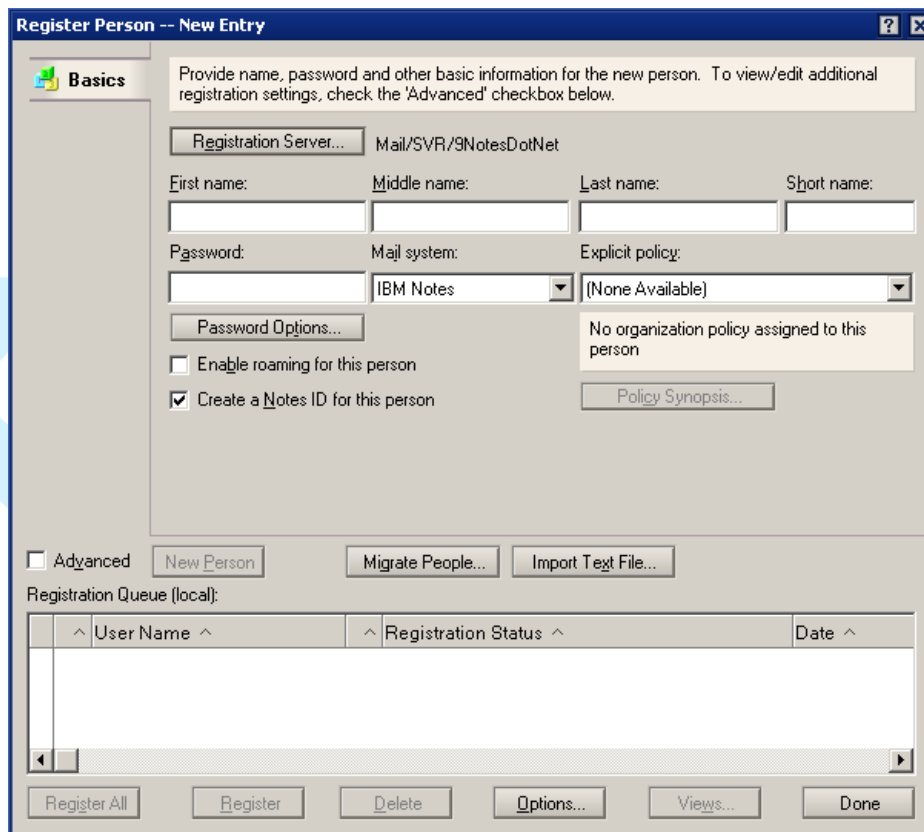 Register Person -- New Entry
Basics
Provide name, password and other basic information for the new person. To view/edit additional
registration settings, check the 'Advanced' checkbox below.
Registration Server... Mail/SVR/9NotesDotNet
First name: Middle name: Last name: Short name:
Password: Mail system: Explicit policy:
IBM Notes (None Available)
Password Options... No organization policy assigned to this
person
Enable roaming for this person
Create a Notes ID for this person Policy Synopsis...
Advanced New Person Migrate People... Import Text File...
Registration Queue (local):
User Name Registration Status Date
Register All Register Delete Options... Views... Done